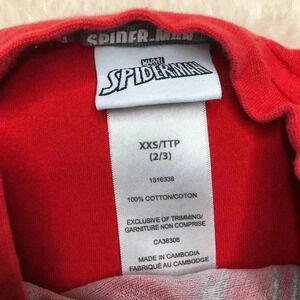 SPIDER-MAN
MARVEL
SPIDER-MAN
XXS/TTP
(2/3)
1316338
100% COTTON/COTON
EXCLUSIVE OF TRIMMING/
GARNITURE NON COMPRISE
CA36308
MADE IN CAMBODIA
FABRIQUÉ AU CAMBODGE